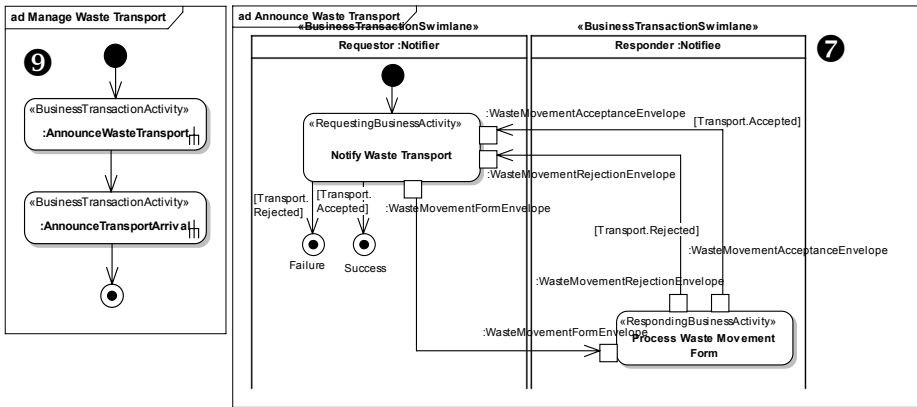 ad Manage Waste Transport
❾
«BusinessTransactionActivity»
:AnnounceWasteTransport
«BusinessTransactionActivity»
:AnnounceTransportArrival
ad Announce Waste Transport
«BusinessTransactionSwimlane»
Requestor :Notifier
«BusinessTransactionSwimlane»
Responder :Notifiee
❼
«RequestingBusinessActivity»
Notify Waste Transport
:WasteMovementAcceptanceEnvelope
[Transport.Accepted]
:WasteMovementRejectionEnvelope
[Transport.
Rejected]
[Transport.
Accepted]
:WasteMovementFormEnvelope
Failure
Success
[Transport.Rejected]
:WasteMovementAcceptanceEnvelope
:WasteMovementRejectionEnvelope
:WasteMovementFormEnvelope
«RespondingBusinessActivity»
Process Waste Movement
Form